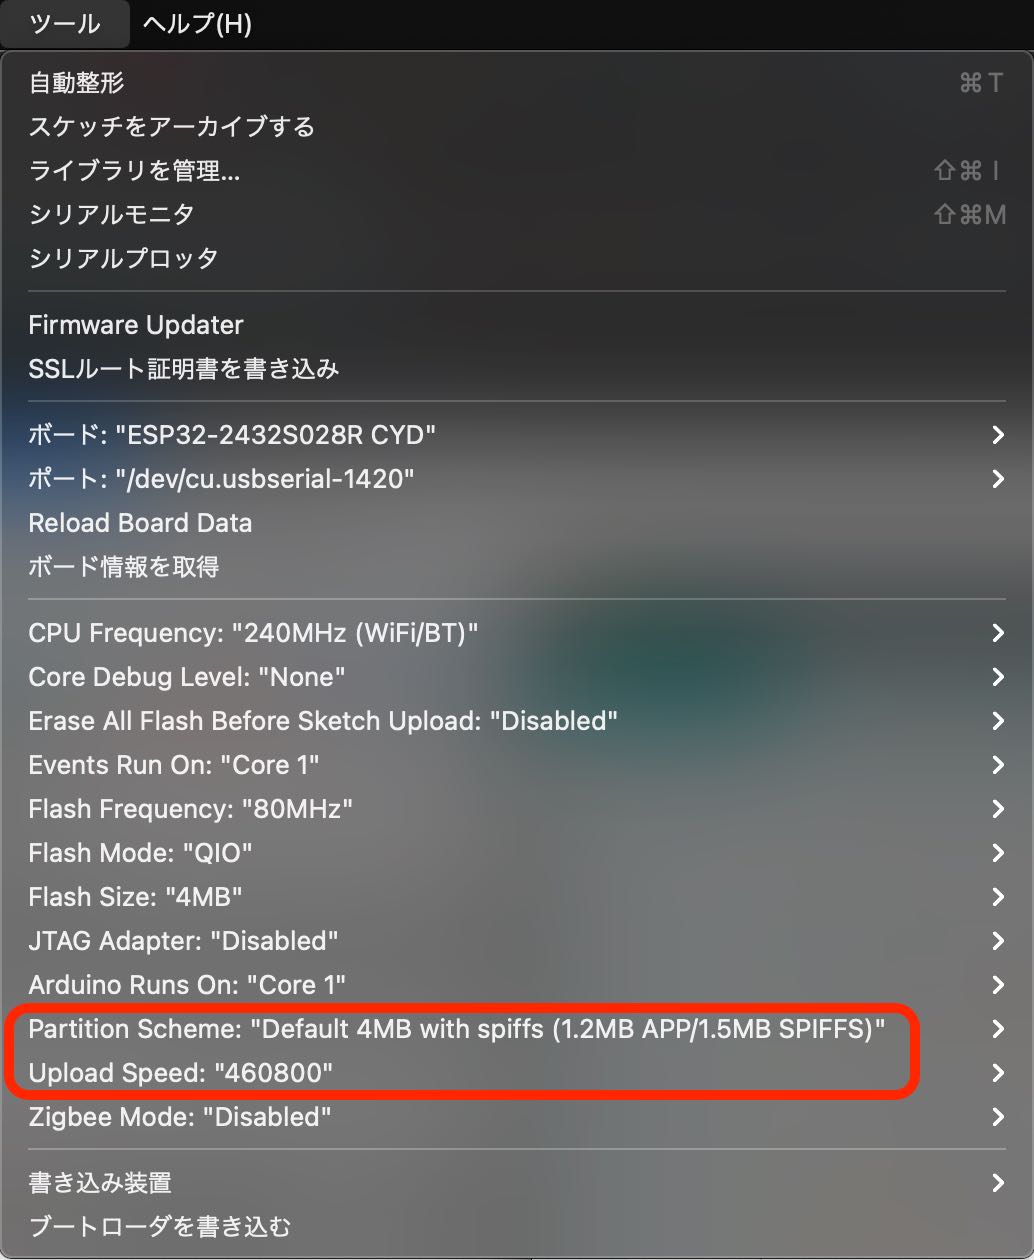 ツール ヘルプ(H)
自動整形 ⌘T
スケッチをアーカイブする
ライブラリを管理... ⇧⌘I
シリアルモニタ ⇧⌘M
シリアルプロッタ
Firmware Updater
SSLルート証明書を書き込み
ボード: "ESP32-2432S028R CYD"
ポート: "/dev/cu.usbserial-1420"
Reload Board Data
ボード情報を取得
CPU Frequency: "240MHz (WiFi/BT)"
Core Debug Level: "None"
Erase All Flash Before Sketch Upload: "Disabled"
Events Run On: "Core 1"
Flash Frequency: "80MHz"
Flash Mode: "QIO"
Flash Size: "4MB"
JTAG Adapter: "Disabled"
Arduino Runs On: "Core 1"
Partition Scheme: "Default 4MB with spiffs (1.2MB APP/1.5MB SPIFFS)"
Upload Speed: "460800"
Zigbee Mode: "Disabled"
書き込み装置
ブートローダを書き込む